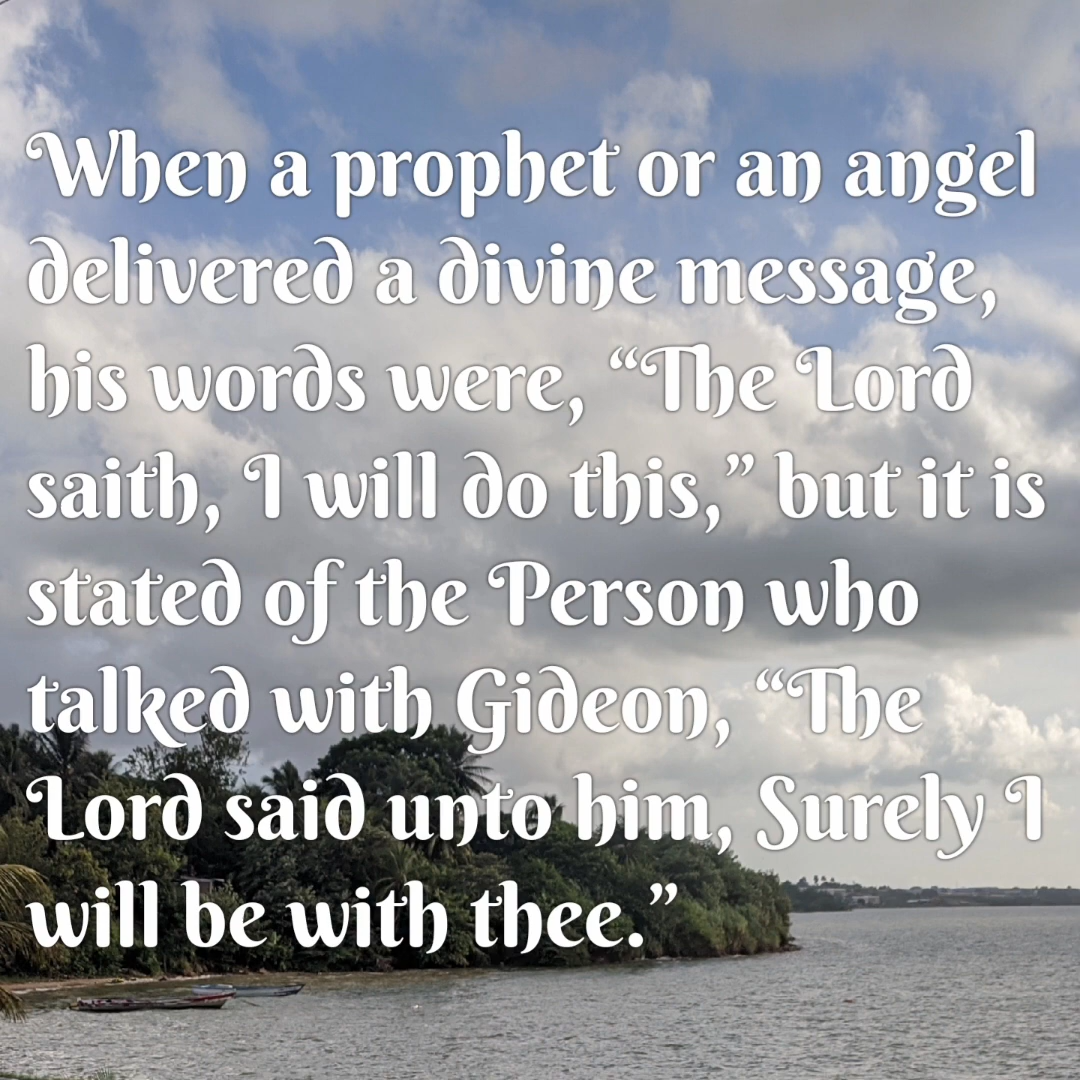 When a prophet or an angel
delivered a divine message,
his words were, “The Lord
saith, I will do this,” but it is
stated of the Person who
talked with Gideon, “The
Lord said unto him, Surely I
will be with thee.”